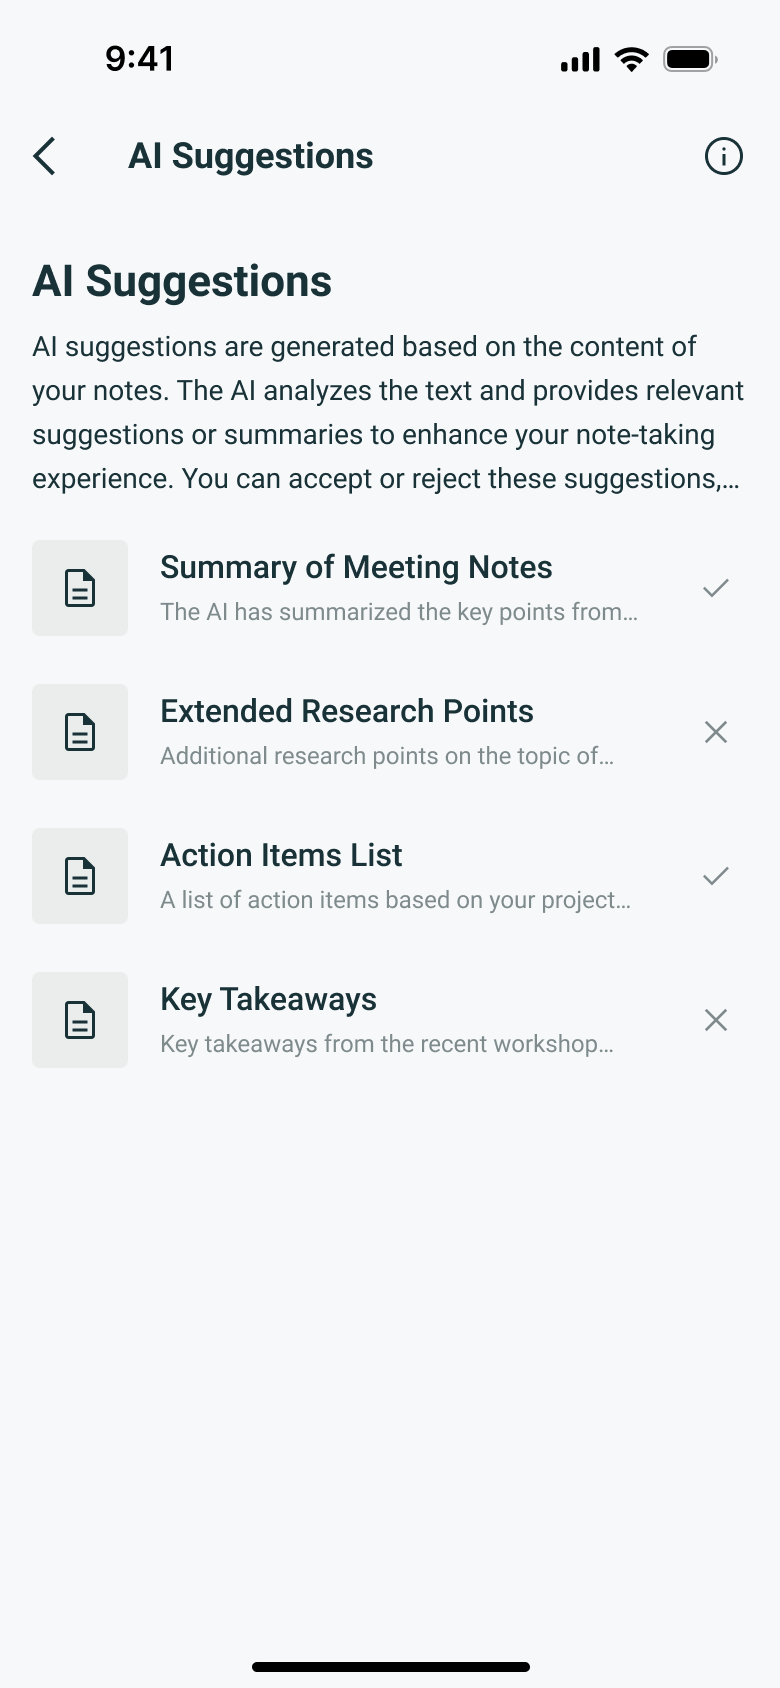 9:41
AI Suggestions
AI Suggestions
AI suggestions are generated based on the content of
your notes. The AI analyzes the text and provides relevant
suggestions or summaries to enhance your note-taking
experience. You can accept or reject these suggestions,...
Summary of Meeting Notes
The AI has summarized the key points from...
Extended Research Points
Additional research points on the topic of...
Action Items List
A list of action items based on your project...
Key Takeaways
Key takeaways from the recent workshop...